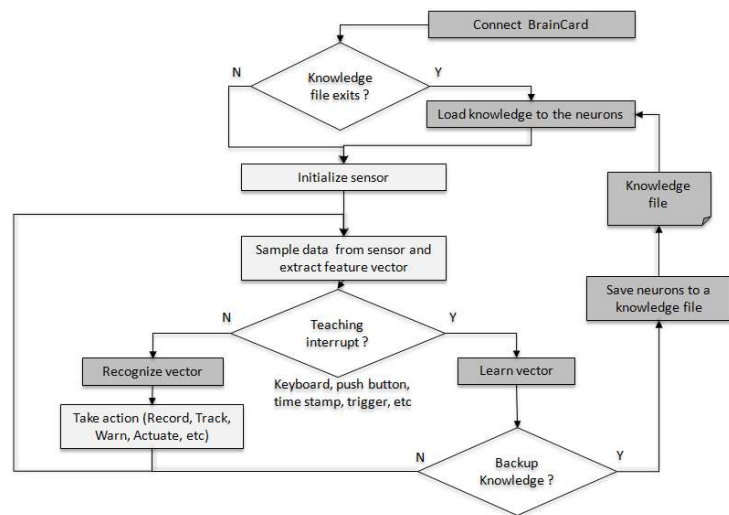 Connect BrainCard
N
Y
Knowledge
file exits ?
Load knowledge to the neurons
Initialize sensor
Knowledge
file
Sample data from sensor and
extract feature vector
Save neurons to a
knowledge file
N
Y
Teaching
interrupt ?
Recognize vector
Learn vector
Keyboard, push button,
time stamp, trigger, etc
Take action (Record, Track,
Warn, Actuate, etc)
N
Y
Backup
Knowledge ?